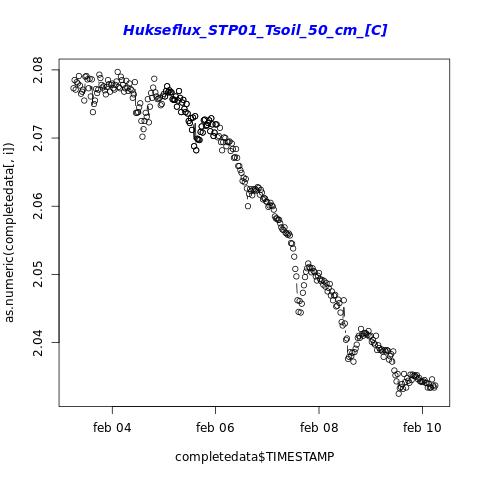 Hukseflux_STP01_Tsoil_50_cm_[C]
as.numeric(completedata[, i])
2.08
2.07
2.06
2.05
2.04
feb 04
feb 06
feb 08
feb 10
completedata$TIMESTAMP